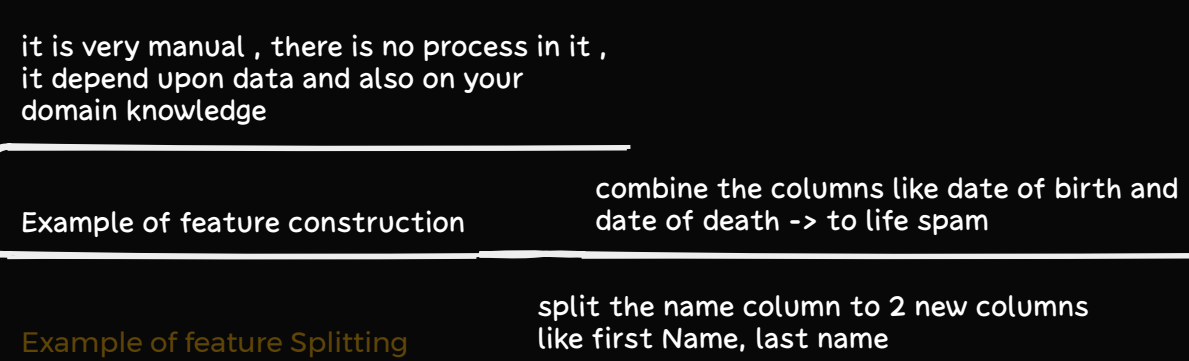 it is very manual , there is no process in it ,
it depend upon data and also on your
domain knowledge
combine the columns like date of birth and
Example of feature construction
date of death -> to life spam
split the name column to 2 new columns
Example of feature Splitting
like first Name, last name